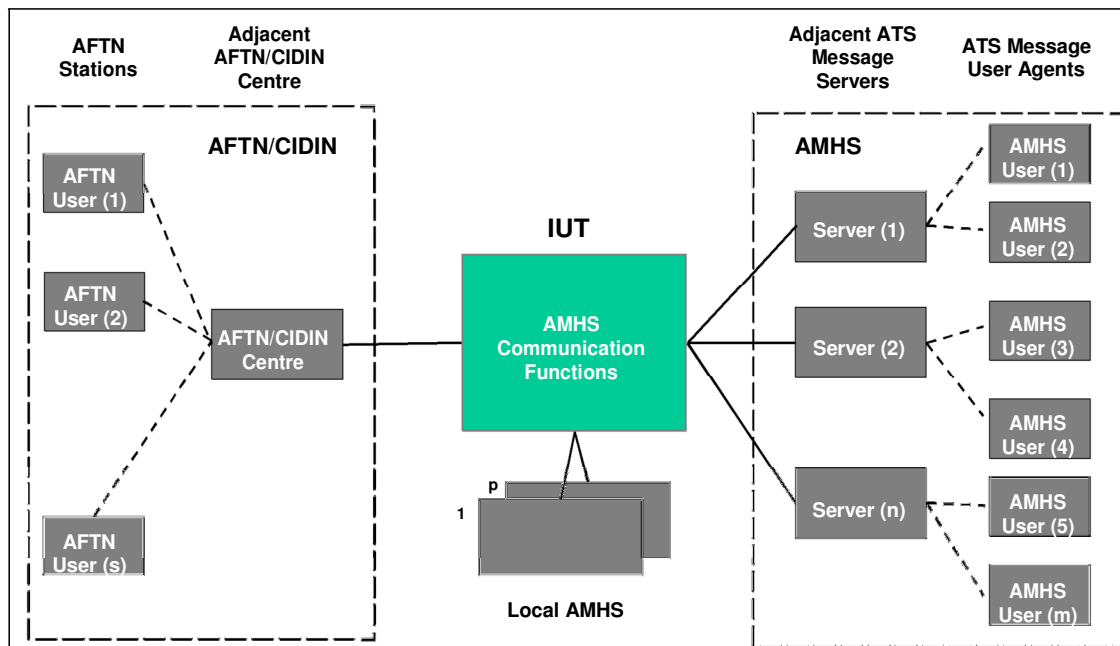 AFTN
Stations
Adjacent
AFTN/CIDIN
Centre
Adjacent ATS
Message
Servers
ATS Message
User Agents
AFTN/CIDIN
AFTN
User (1)
AFTN
User (2)
AFTN/CIDIN
Centre
AFTN
User (s)
IUT
AMHS
Communication
Functions
p
1
Local AMHS
AMHS
Server (1)
Server (2)
Server (n)
AMHS
User (1)
AMHS
User (2)
AMHS
User (3)
AMHS
User (4)
AMHS
User (5)
AMHS
User (m)